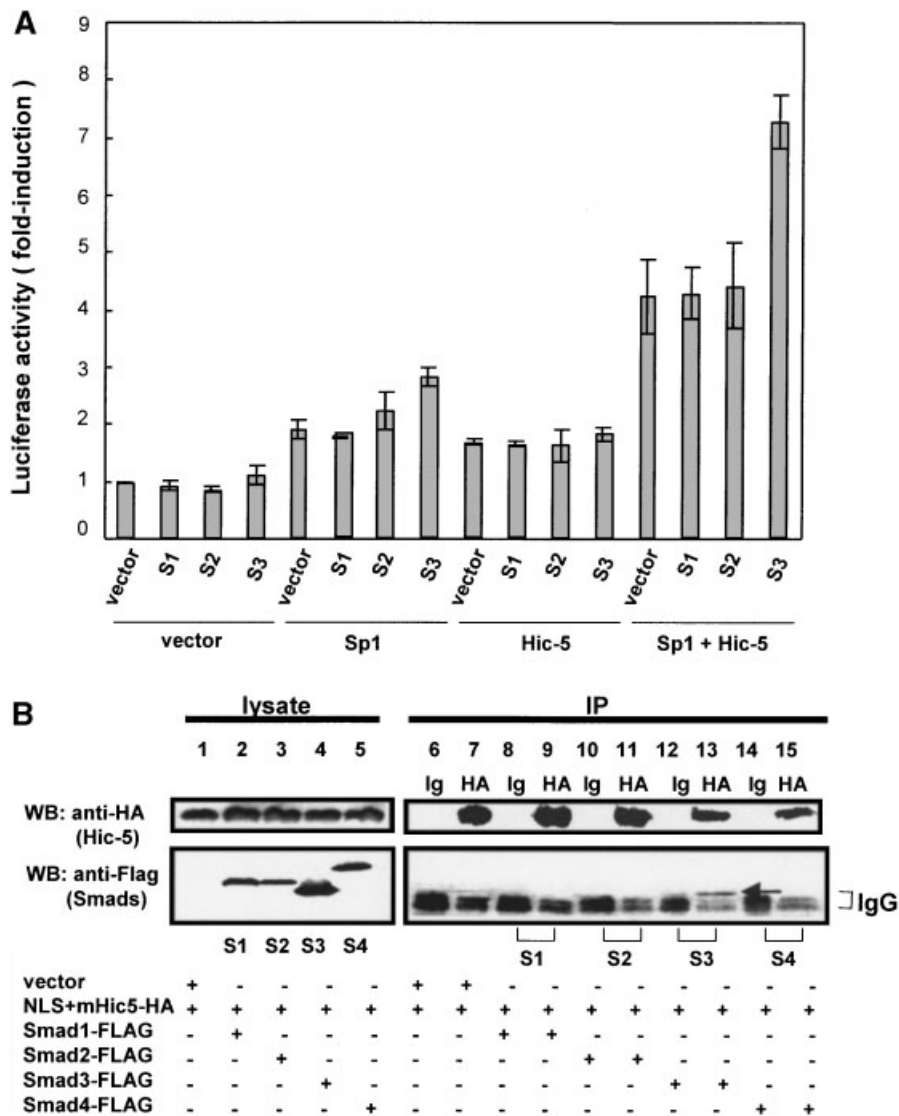 A
Luciferase activity ( fold-induction )
9
8
7
6
5
4
3
2
1
0
vector S1 S2 S3 vector S1 S2 S3 vector S1 S2 S3 vector S1 S2 S3
vector Sp1 Hic-5 Sp1 + Hic-5
B
lysate IP
1 2 3 4 5 6 7 8 9 10 11 12 13 14 15
Ig HA Ig HA Ig HA Ig HA Ig HA
WB: anti-HA
(Hic-5)
WB: anti-Flag
(Smads)
IgG
S1 S2 S3 S4 S1 S2 S3 S4
vector + - - - - + + - - - - - - - -
NLS+mHic5-HA + + + + + + + + + + + + + + +
Smad1-FLAG - + - - - - - + + - - - - - -
Smad2-FLAG - - + - - - - - - + + - - - -
Smad3-FLAG - - - + - - - - - - - + + - -
Smad4-FLAG - - - - + - - - - - - - - + +